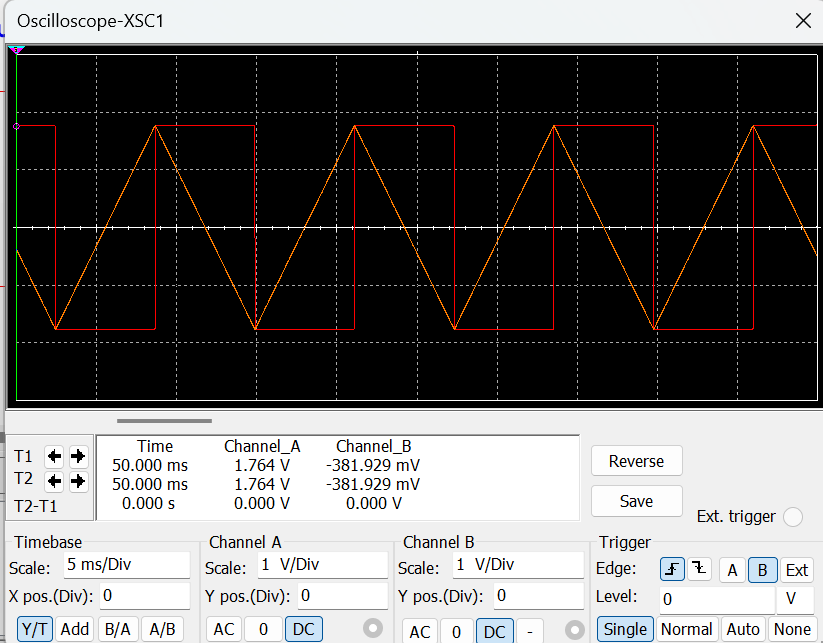 Oscilloscope-XSC1
Time Channel_A Channel_B
T1 50.000 ms 1.764 V -381.929 mV
T2 50.000 ms 1.764 V -381.929 mV
T2-T1 0.000 s 0.000 V 0.000 V
Reverse
Save
Ext. trigger
Timebase Channel A Channel B Trigger
Scale: 5 ms/Div Scale: 1 V/Div Scale: 1 V/Div Edge: A B Ext
X pos.(Div): 0 Y pos.(Div): 0 Y pos.(Div): 0 Level: 0 V
Y/T Add B/A A/B AC 0 DC AC 0 DC - Single Normal Auto None